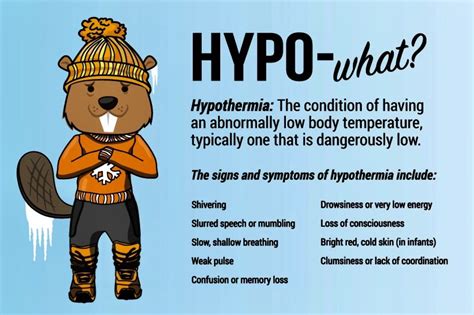 HYPO-what?
Hypothermia: The condition of having
an abnormally low body temperature,
typically one that is dangerously low.
The signs and symptoms of hypothermia include:
Shivering
Slurred speech or mumbling
Slow, shallow breathing
Weak pulse
Confusion or memory loss
Drowsiness or very low energy
Loss of consciousness
Bright red, cold skin (in infants)
Clumsiness or lack of coordination